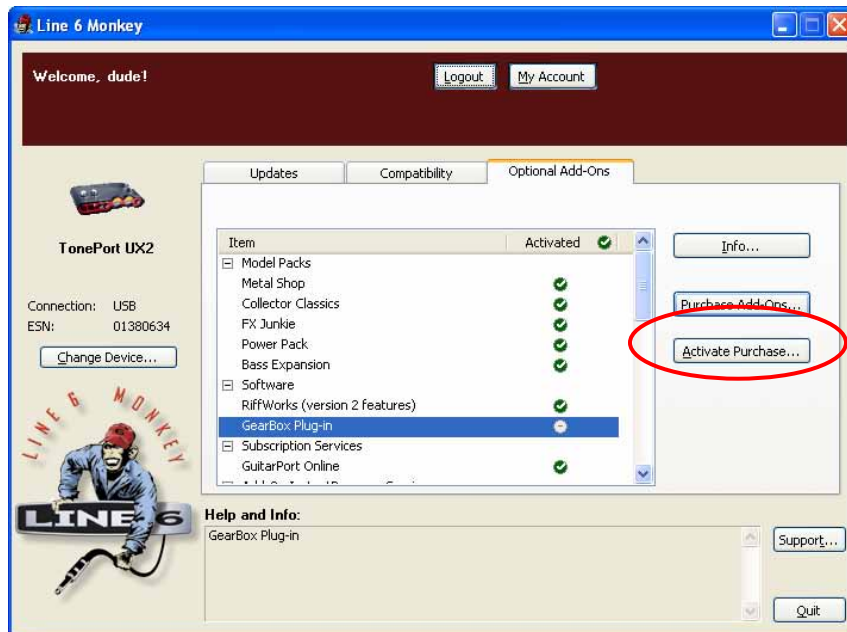 Line 6 Monkey
Welcome, dude!
Logout
My Account
Updates
Compatibility
Optional Add-Ons
TonePort UX2
Connection: USB
ESN: 01380634
Change Device...
Item Activated
Model Packs
Metal Shop
Collector Classics
FX Junkie
Power Pack
Bass Expansion
Software
RiffWorks (version 2 features)
GearBox Plug-in
Subscription Services
GuitarPort Online
Info...
Purchase Add-Ons...
Activate Purchase...
LINE 6 MONKEY
LINE 6
Help and Info:
GearBox Plug-in
Support...
Quit